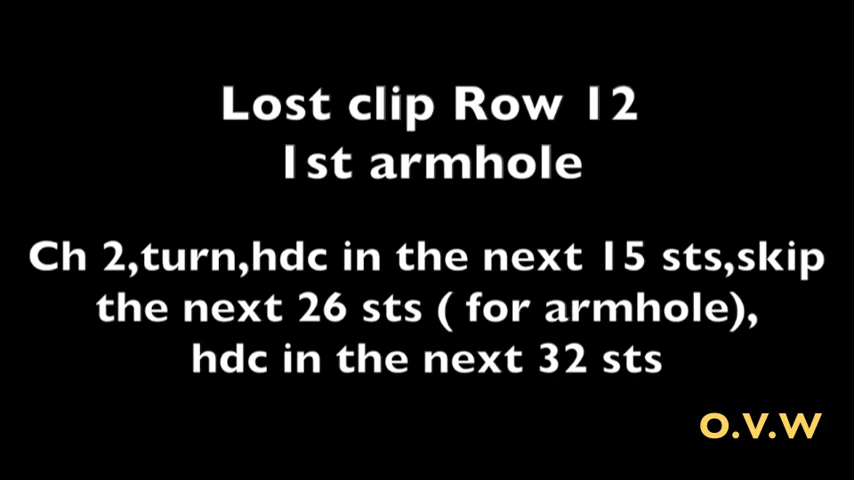 Lost clip Row 12
1st armhole
Ch 2,turn,hdc in the next 15 sts,skip
the next 26 sts ( for armhole),
hdc in the next 32 sts
O.V.W